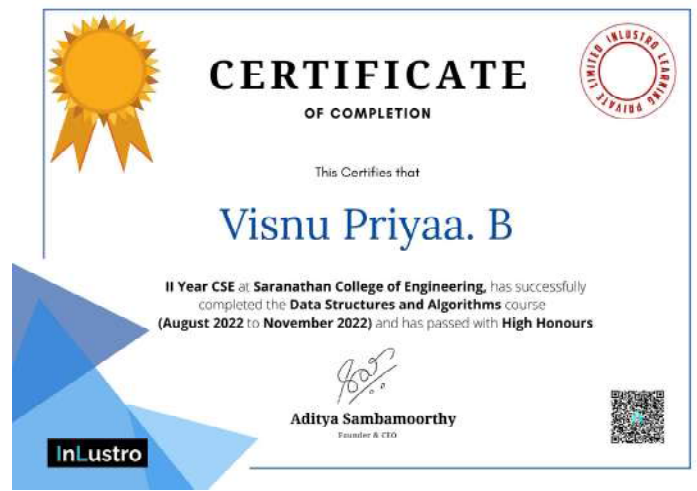 CERTIFICATE
OF COMPLETION
INLUSTRO LEARNING PRIVATE LIMITED
This Certifies that
Visnu Priyaa. B
II Year CSE at Saranathan College of Engineering, has successfully
completed the Data Structures and Algorithms course
(August 2022 to November 2022) and has passed with High Honours
Aditya Sambamoorthy
Founder & CEO
InLustro